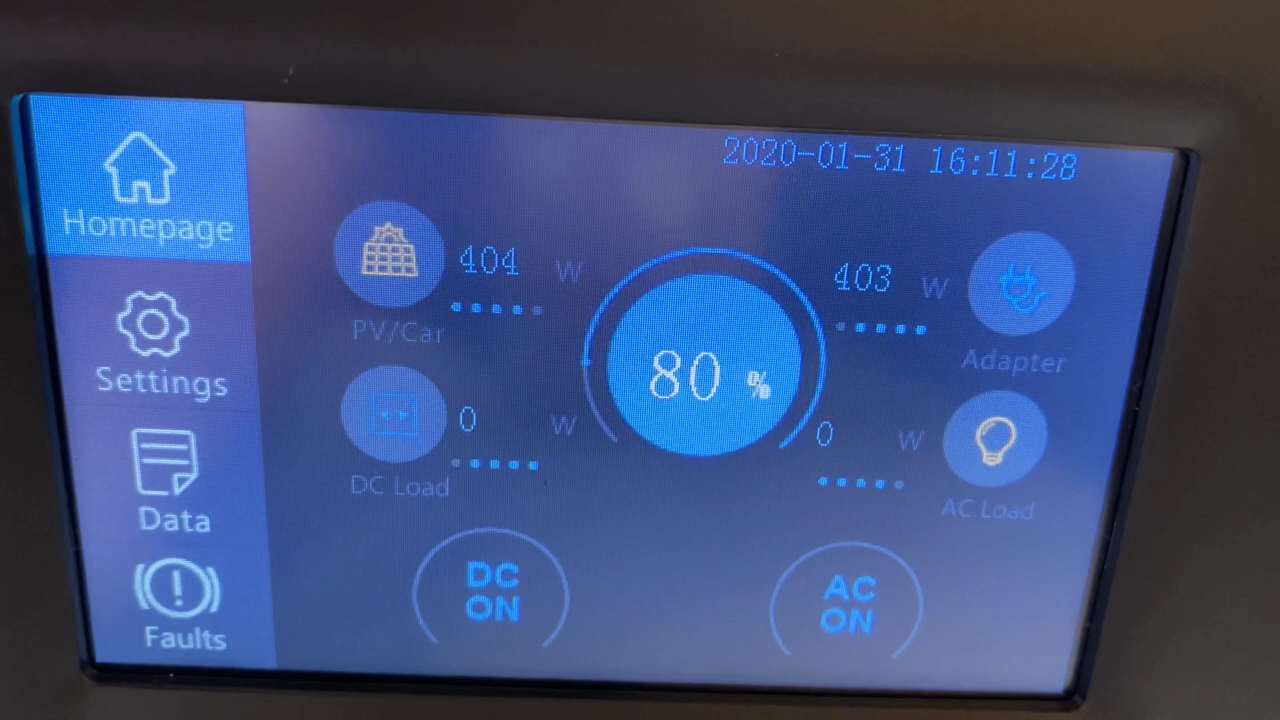 2020-01-31 16:11:28
Homepage
Settings
Data
Faults
404 W
PV/Car
0 W
DC Load
80 %
403 W
Adapter
0 W
AC Load
DC
ON
AC
ON